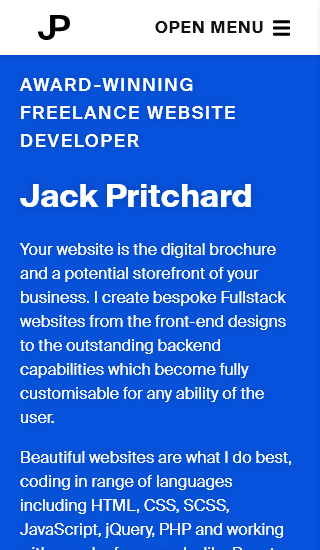 JP
OPEN MENU
AWARD-WINNING
FREELANCE WEBSITE
DEVELOPER
Jack Pritchard
Your website is the digital brochure
and a potential storefront of your
business. I create bespoke Fullstack
websites from the front-end designs
to the outstanding backend
capabilities which become fully
customisable for any ability of the
user.
Beautiful websites are what I do best,
coding in range of languages
including HTML, CSS, SCSS,
JavaScript, jQuery, PHP and working